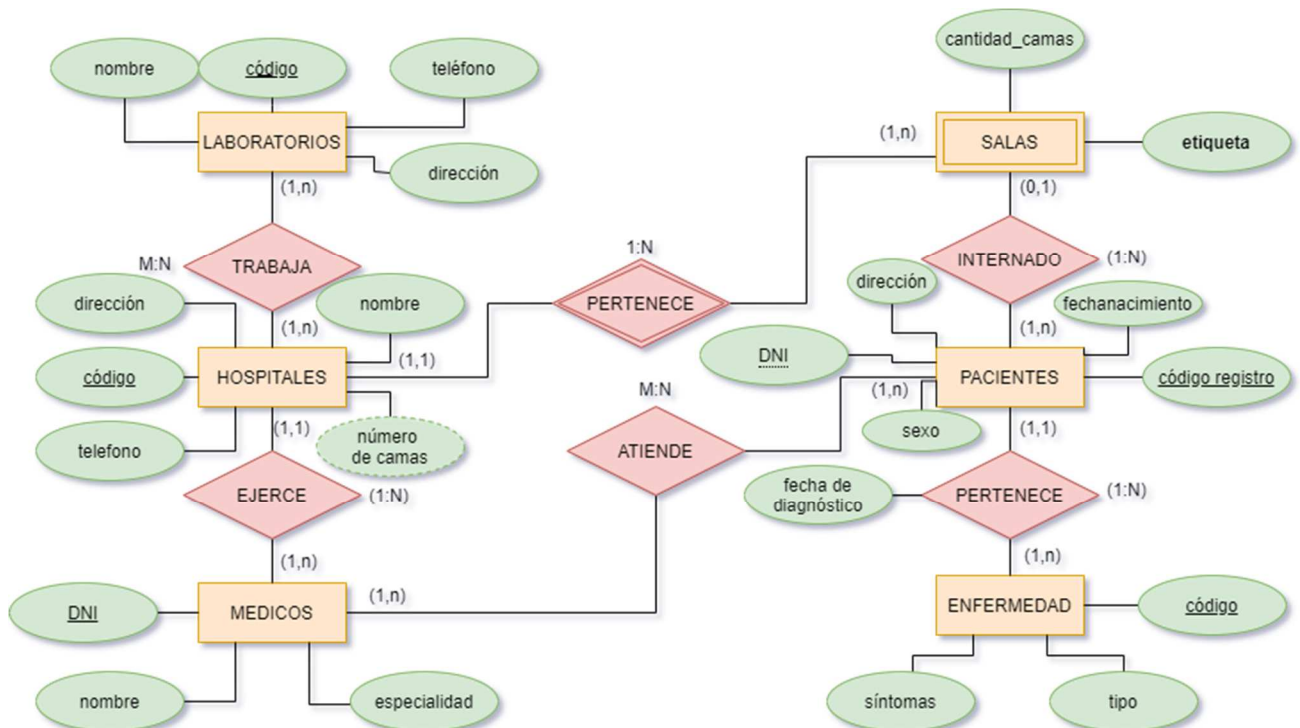 cantidad_camas
nombre
código
teléfono
LABORATORIOS
(1,n)
SALAS
etiqueta
dirección
(1,n)
(0,1)
M:N
TRABAJA
1:N
INTERNADO
(1:N)
dirección
nombre
PERTENECE
dirección
fechanacimiento
(1,n)
(1,n)
código
HOSPITALES
(1,1)
DNI
(1,n)
PACIENTES
código registro
M:N
telefono
(1,1)
número
de camas
ATIENDE
sexo
(1,1)
EJERCE
(1:N)
fecha de
diagnóstico
PERTENECE
(1:N)
(1,n)
(1,n)
DNI
MEDICOS
(1,n)
ENFERMEDAD
código
nombre
especialidad
síntomas
tipo